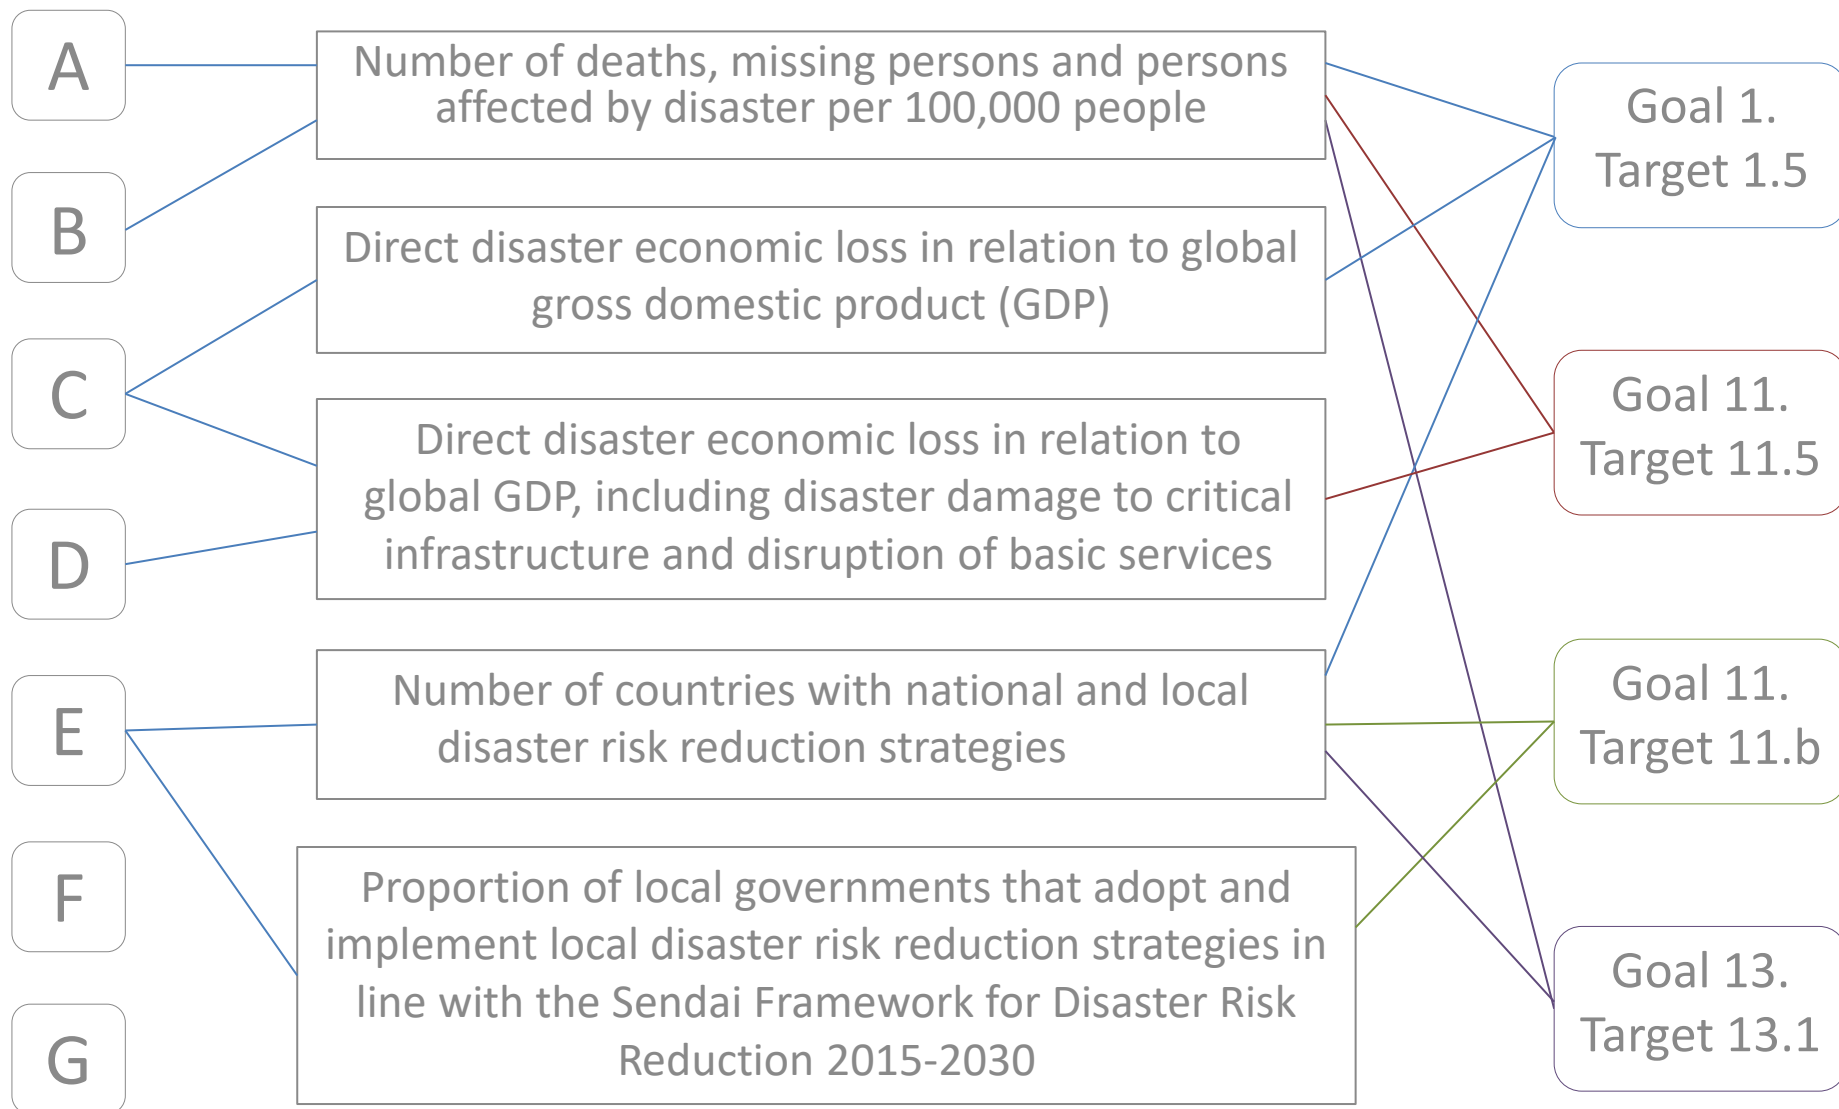 A
B
C
D
E
F
G
Number of deaths, missing persons and persons
affected by disaster per 100,000 people
Direct disaster economic loss in relation to global
gross domestic product (GDP)
Direct disaster economic loss in relation to
global GDP, including disaster damage to critical
infrastructure and disruption of basic services
Number of countries with national and local
disaster risk reduction strategies
Proportion of local governments that adopt and
implement local disaster risk reduction strategies in
line with the Sendai Framework for Disaster Risk
Reduction 2015-2030
Goal 1.
Target 1.5
Goal 11.
Target 11.5
Goal 11.
Target 11.b
Goal 13.
Target 13.1